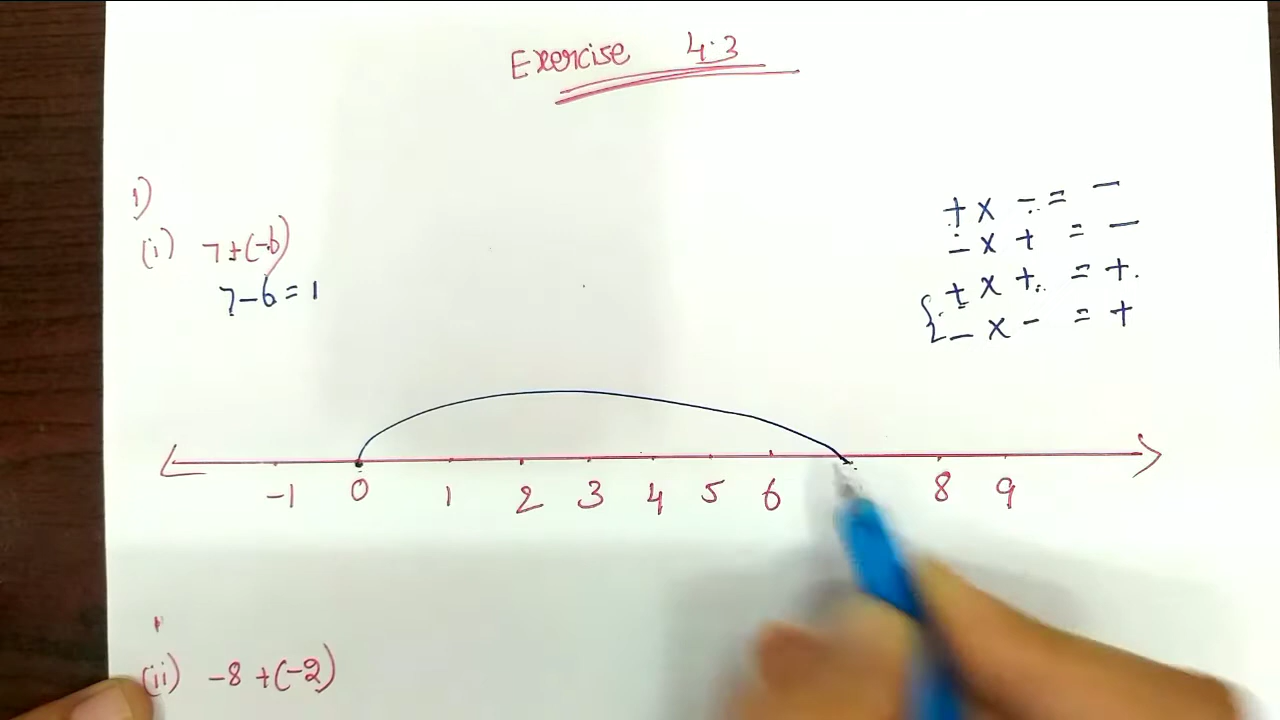 Exercise 4.3
1)
(i) 7+(-6)
7-6=1
+ x - = -
- x + = -
+ x + = +
{ - x - = +
-1 0 1 2 3 4 5 6 8 9
(ii) -8 +(-2)